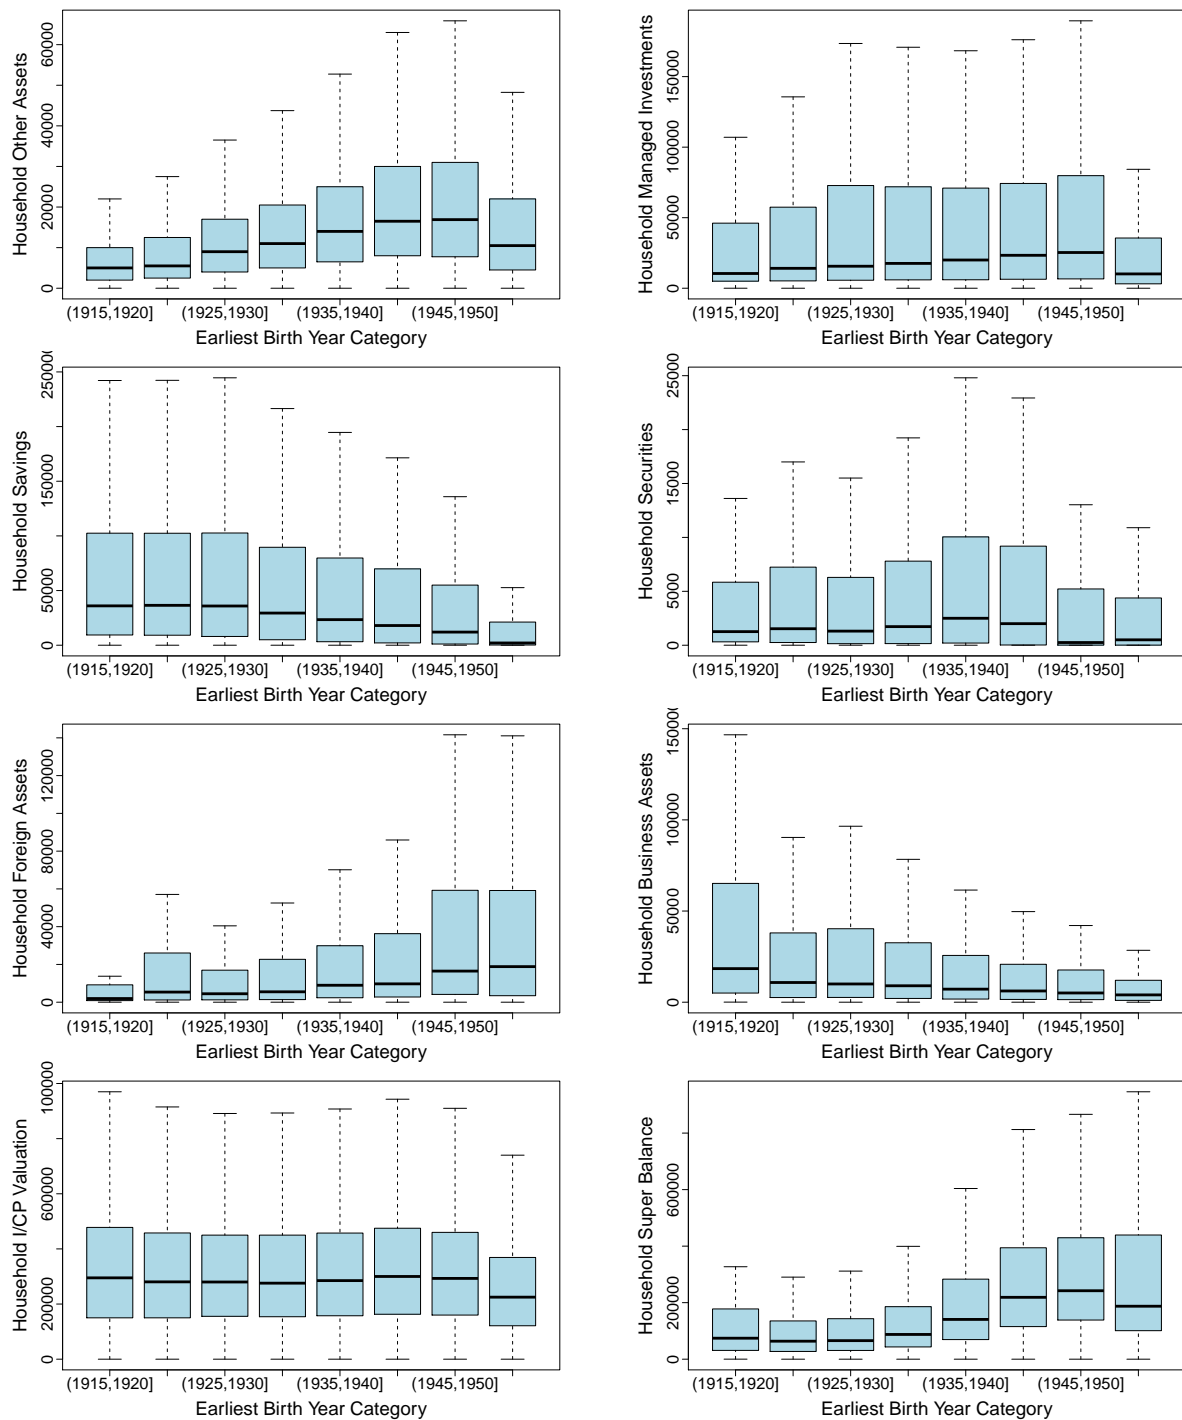 Household Other Assets
60000
40000
20000
0
(1915,1920] (1925,1930] (1935,1940] (1945,1950]
Earliest Birth Year Category
Household Managed Investments
150000
100000
50000
0
(1915,1920] (1925,1930] (1935,1940] (1945,1950]
Earliest Birth Year Category
Household Savings
250000
150000
50000
0
(1915,1920] (1925,1930] (1935,1940] (1945,1950]
Earliest Birth Year Category
Household Securities
25000
15000
5000
0
(1915,1920] (1925,1930] (1935,1940] (1945,1950]
Earliest Birth Year Category
Household Foreign Assets
120000
80000
40000
0
(1915,1920] (1925,1930] (1935,1940] (1945,1950]
Earliest Birth Year Category
Household Business Assets
150000
100000
50000
0
(1915,1920] (1925,1930] (1935,1940] (1945,1950]
Earliest Birth Year Category
Household I/CP Valuation
100000
600000
200000
0
(1915,1920] (1925,1930] (1935,1940] (1945,1950]
Earliest Birth Year Category
Household Super Balance
600000
200000
0
(1915,1920] (1925,1930] (1935,1940] (1945,1950]
Earliest Birth Year Category